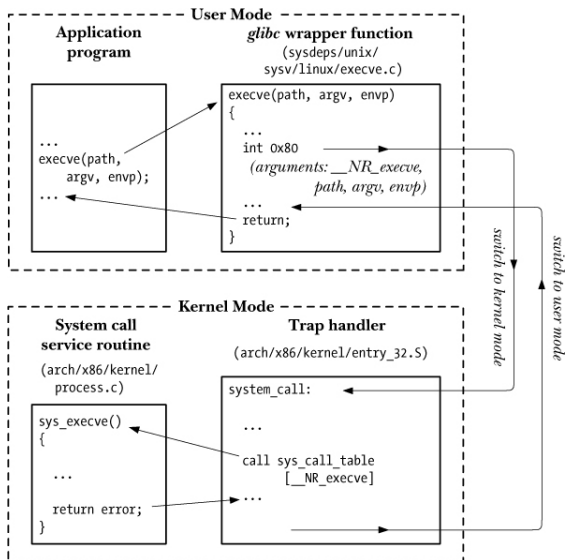 User Mode
Application
program
glibc wrapper function
(sysdeps/unix/
sysv/linux/execve.c)
...
execve(path,
argv, envp);
...
execve(path, argv, envp)
{
...
int 0x80
(arguments: __NR_execve,
path, argv, envp)
...
return;
}
switch to kernel mode
switch to user mode
Kernel Mode
System call
service routine
(arch/x86/kernel/
process.c)
Trap handler
(arch/x86/kernel/entry_32.S)
sys_execve()
{
...
return error;
}
system_call:
...
call sys_call_table
[__NR_execve]
...